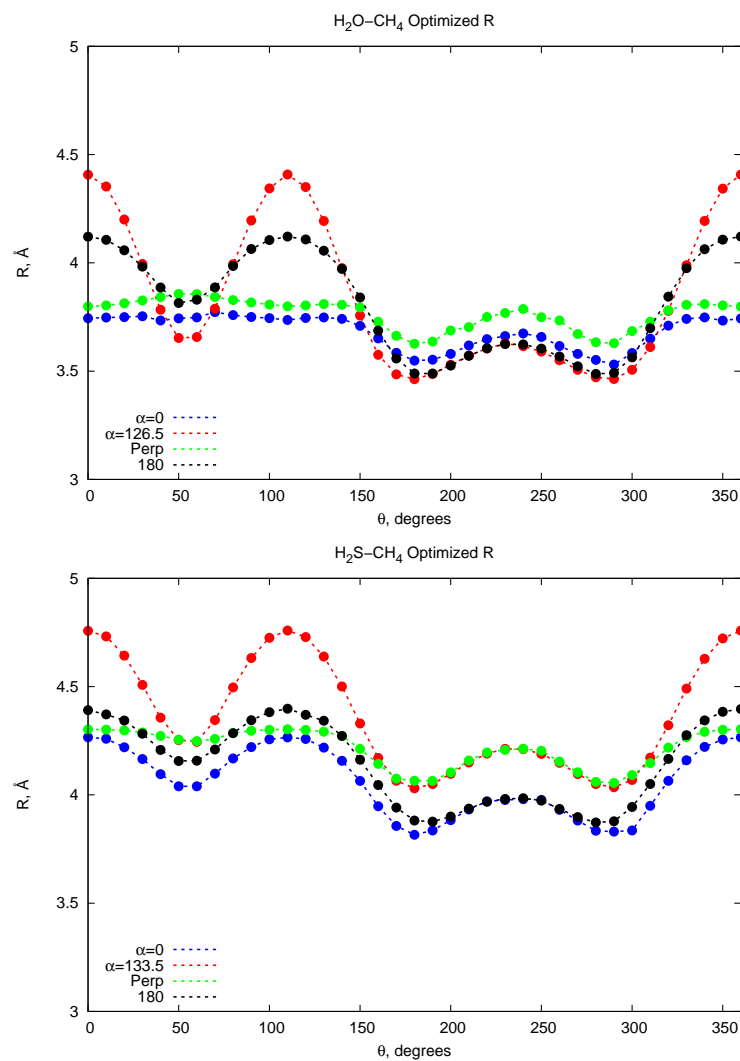 H₂O−CH₄ Optimized R
5
4.5
4
3.5
3
R, Å
α=0
α=126.5
Perp
180
0 50 100 150 200 250 300 350
θ, degrees
H₂S−CH₄ Optimized R
5
4.5
4
3.5
3
R, Å
α=0
α=133.5
Perp
180
0 50 100 150 200 250 300 350
θ, degrees